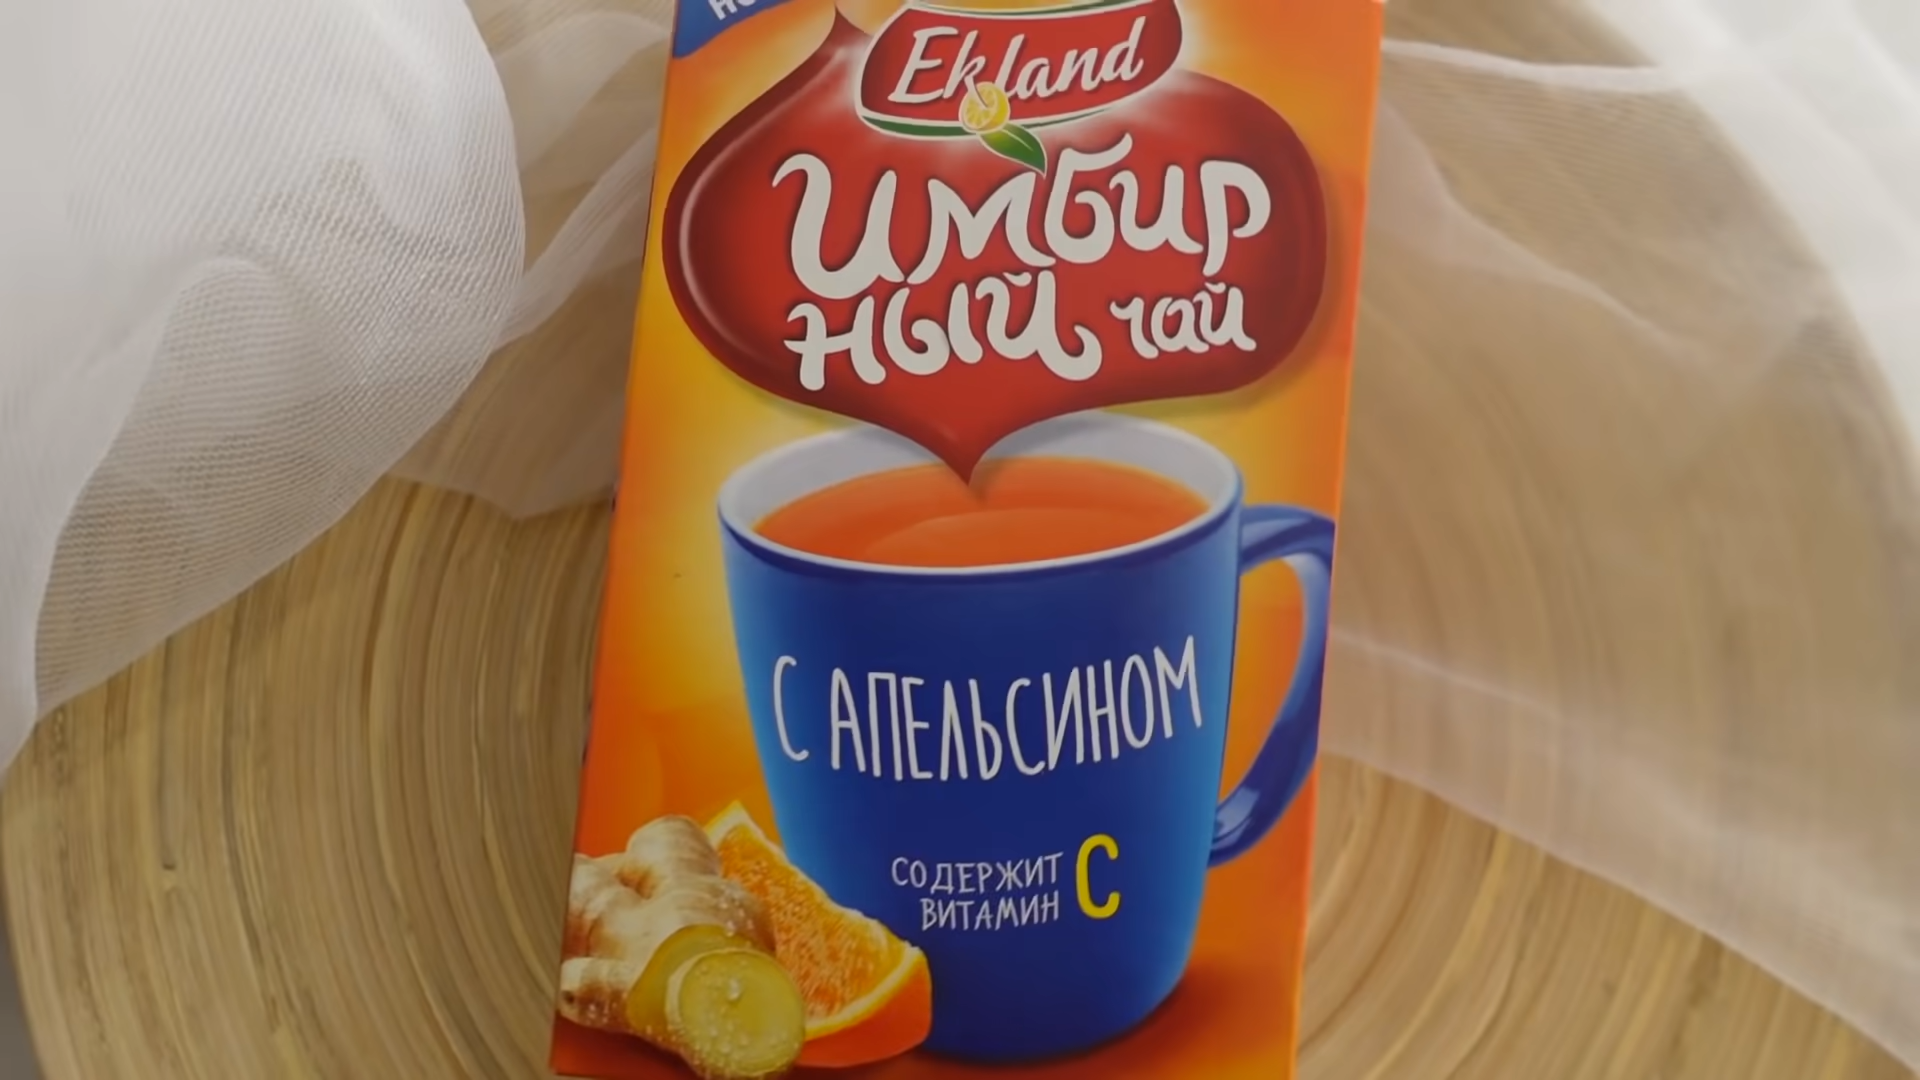 Ekland
Имбир
ный чай
С АПЕЛЬСИНОМ
СОДЕРЖИТ
ВИТАМИН С